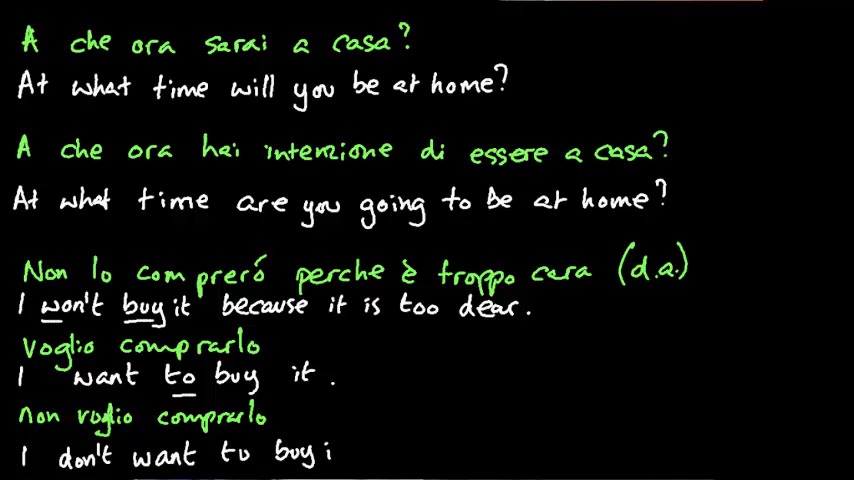 A che ora sarai a casa?
At what time will you be at home?
A che ora hai intenzione di essere a casa?
At what time are you going to be at home?
Non lo compreró perche è troppo cara (d.a.)
I won't buy it because it is too dear.
voglio comprarlo
I want to buy it.
non voglio comprarlo
I don't want to buy i